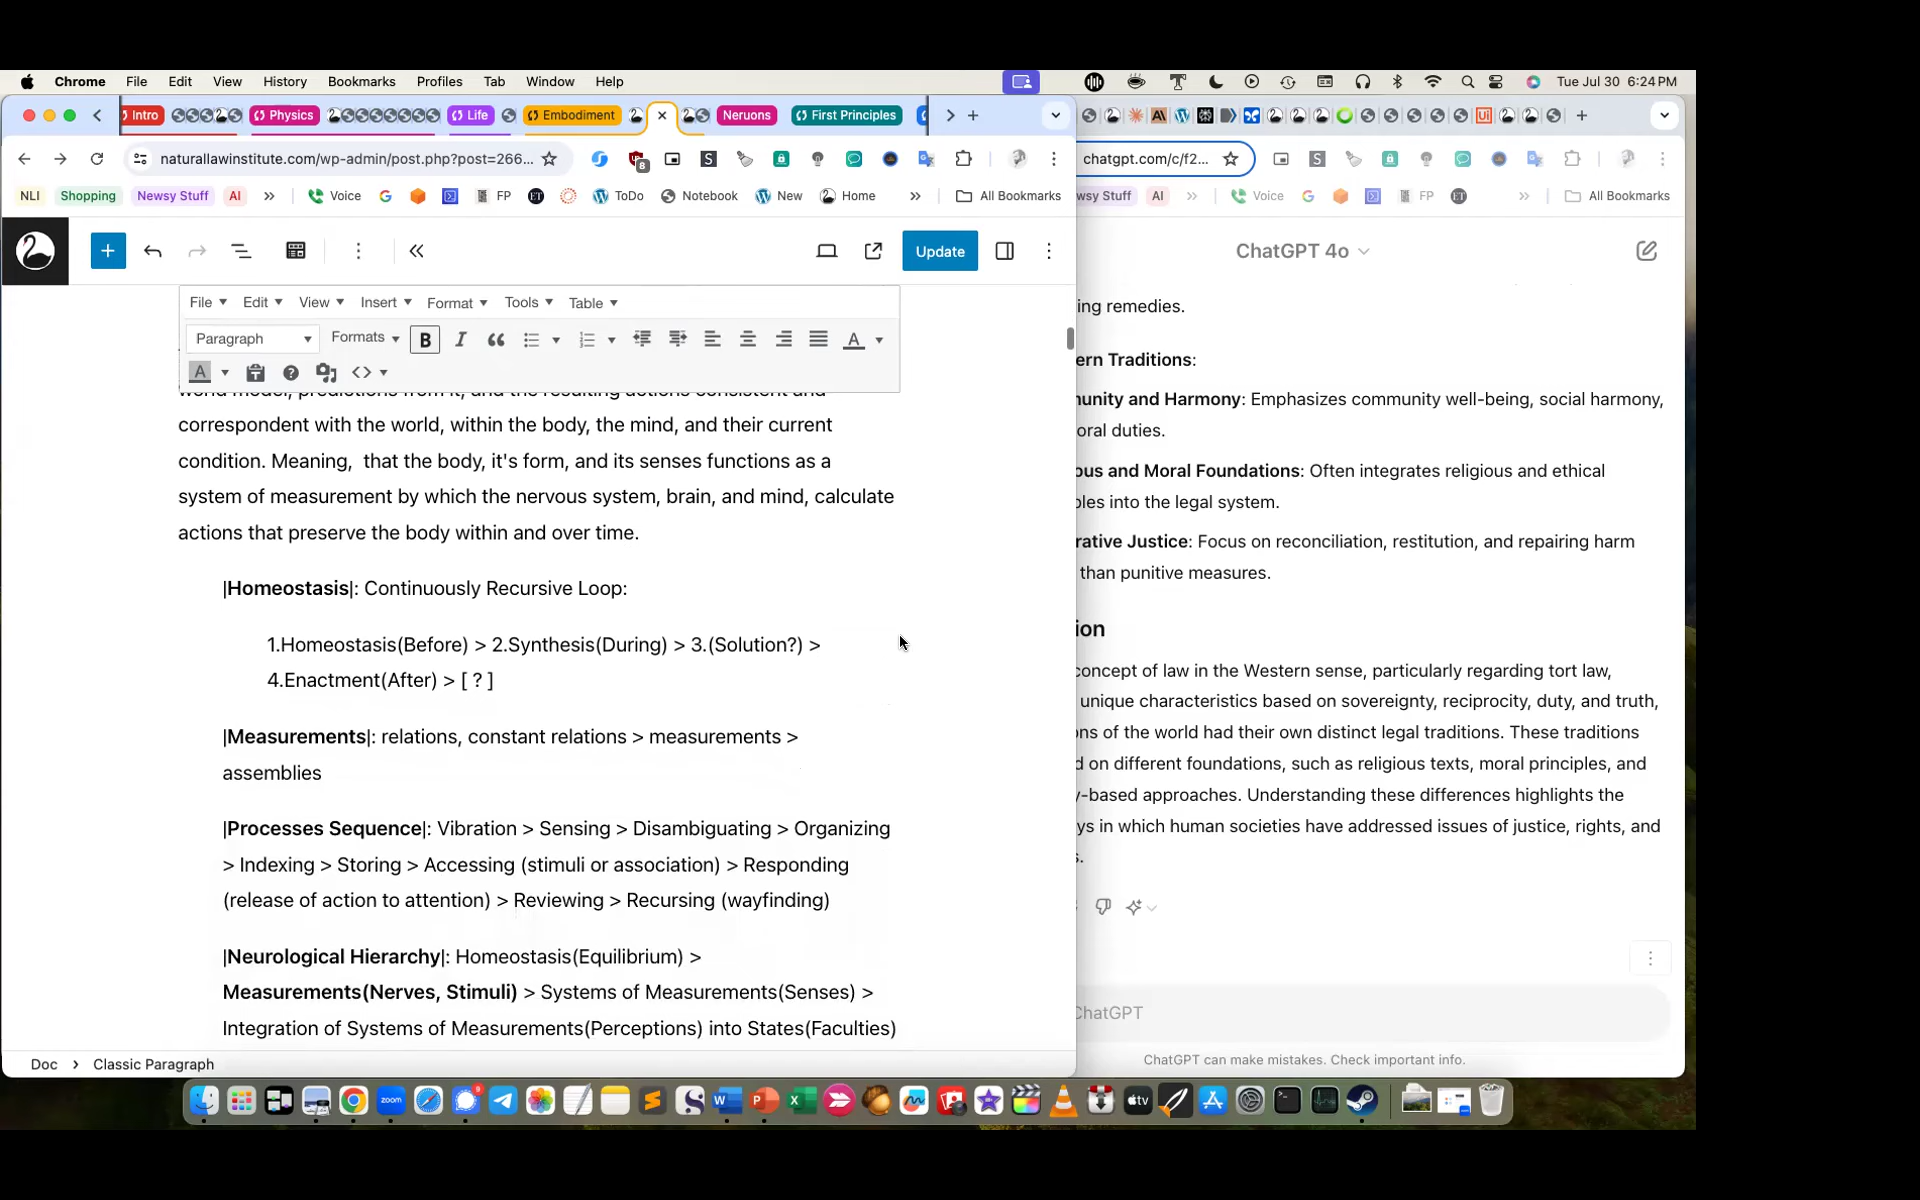 Chrome File Edit View History Bookmarks Profiles Tab Window Help
Tue Jul 30 6:24 PM
Intro Physics Life Embodiment Neruons First Principles
naturallawinstitute.com/wp-admin/post.php?post=266...
chatgpt.com/c/f2...
NLI Shopping Newsy Stuff AI Voice FP ToDo Notebook New Home All Bookmarks
wsy Stuff AI Voice FP All Bookmarks
Update
ChatGPT 4o
File Edit View Insert Format Tools Table
Paragraph Formats B I
world model, predictions from it, and the resulting actions consistent and
correspondent with the world, within the body, the mind, and their current
condition. Meaning,  that the body, it's form, and its senses functions as a
system of measurement by which the nervous system, brain, and mind, calculate
actions that preserve the body within and over time.
|Homeostasis|: Continuously Recursive Loop:
1.Homeostasis(Before) > 2.Synthesis(During) > 3.(Solution?) >
4.Enactment(After) > [ ? ]
|Measurements|: relations, constant relations > measurements >
assemblies
|Processes Sequence|: Vibration > Sensing > Disambiguating > Organizing
> Indexing > Storing > Accessing (stimuli or association) > Responding
(release of action to attention) > Reviewing > Recursing (wayfinding)
|Neurological Hierarchy|: Homeostasis(Equilibrium) >
Measurements(Nerves, Stimuli) > Systems of Measurements(Senses) >
Integration of Systems of Measurements(Perceptions) into States(Faculties)
Doc > Classic Paragraph
ing remedies.
ern Traditions:
unity and Harmony: Emphasizes community well-being, social harmony,
oral duties.
ous and Moral Foundations: Often integrates religious and ethical
ples into the legal system.
rative Justice: Focus on reconciliation, restitution, and repairing harm
than punitive measures.
ion
concept of law in the Western sense, particularly regarding tort law,
unique characteristics based on sovereignty, reciprocity, duty, and truth,
ons of the world had their own distinct legal traditions. These traditions
d on different foundations, such as religious texts, moral principles, and
y-based approaches. Understanding these differences highlights the
ys in which human societies have addressed issues of justice, rights, and
s.
ChatGPT
ChatGPT can make mistakes. Check important info.
zoom
tv